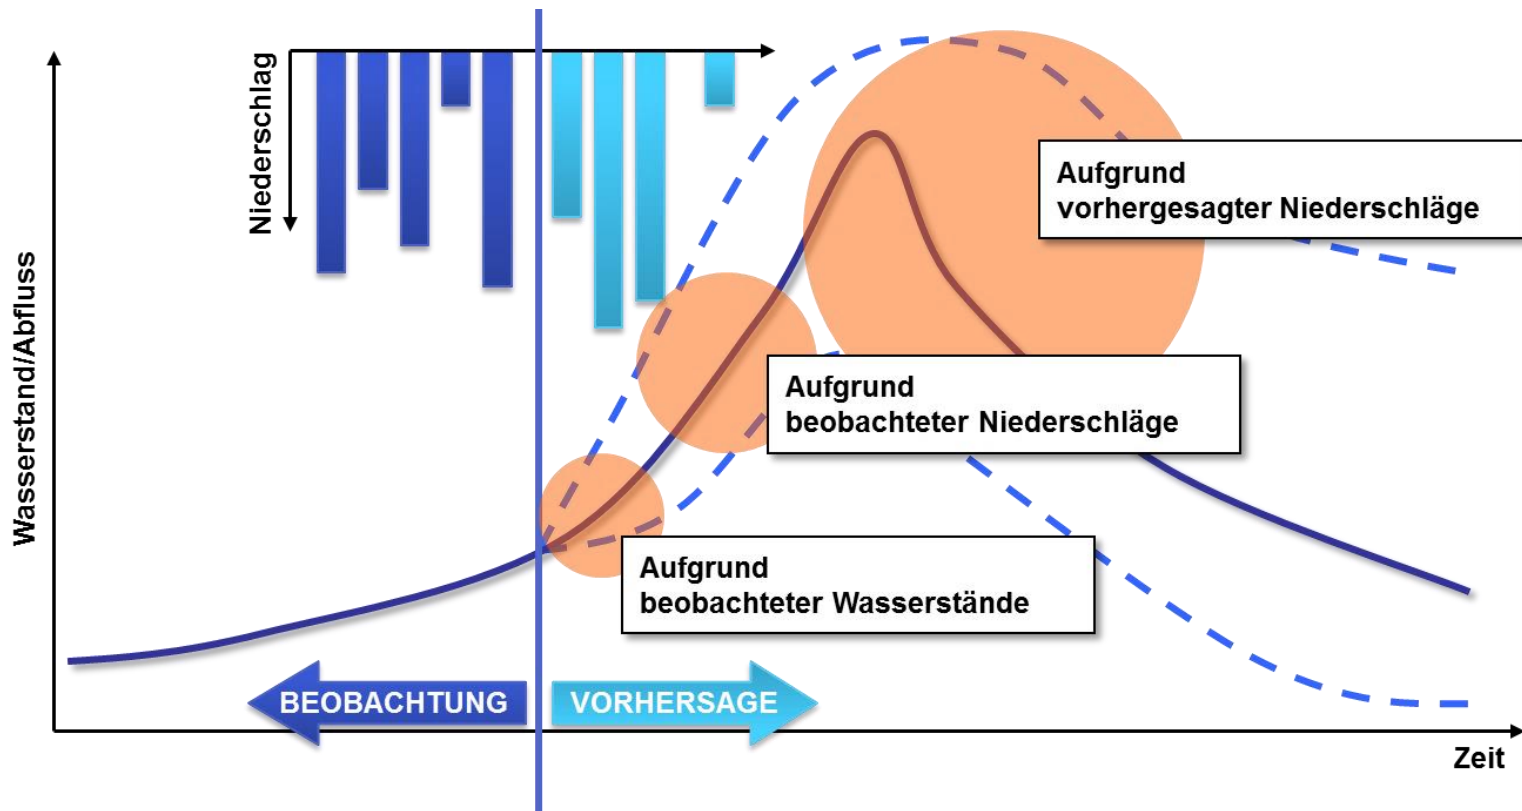 Niederschlag
Wasserstand/Abfluss
Aufgrund
vorhergesagter Niederschläge
Aufgrund
beobachteter Niederschläge
Aufgrund
beobachteter Wasserstände
BEOBACHTUNG
VORHERSAGE
Zeit